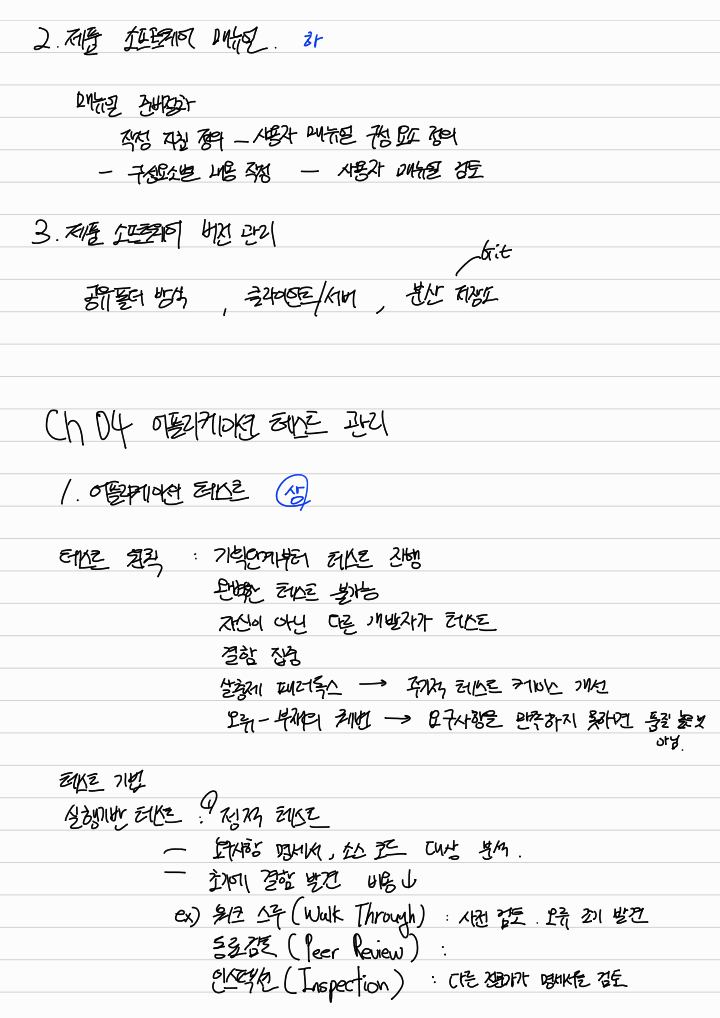 2. 제품 소프트웨어 매뉴얼. 하
매뉴얼 준비절차
작성 지침 정의 - 사용자 매뉴얼 구성 요소 정의
- 구성요소별 내용 작성 - 사용자 매뉴얼 검토
3. 제품 소프트웨어 버전 관리
Git
공유폴더 방식 , 클라이언트/서버 , 분산 저장소
Ch 04 어플리케이션 테스트 관리
1. 어플리케이션 테스트 상
테스트 원칙 : 기획단계부터 테스트 진행
완벽한 테스트 불가능
자신이 아닌 다른 개발자가 테스트
결함 집중
살충제 패러독스 → 주기적 테스트 케이스 개선
오류-부재의 궤변 → 요구사항을 만족하지 못하면 품질 높은것
아님.
테스트 기법
실행기반 테스트 : ① 정적 테스트
- 요구사항 명세서, 소스 코드 대상 분석.
- 초기에 결함 발견 비용↓
ex) 워크 스루 (Walk Through) : 사전 검토. 오류 조기 발견
동료검토 (Peer Review) :
인스펙션 (Inspection) : 다른 전문가가 명세서를 검토